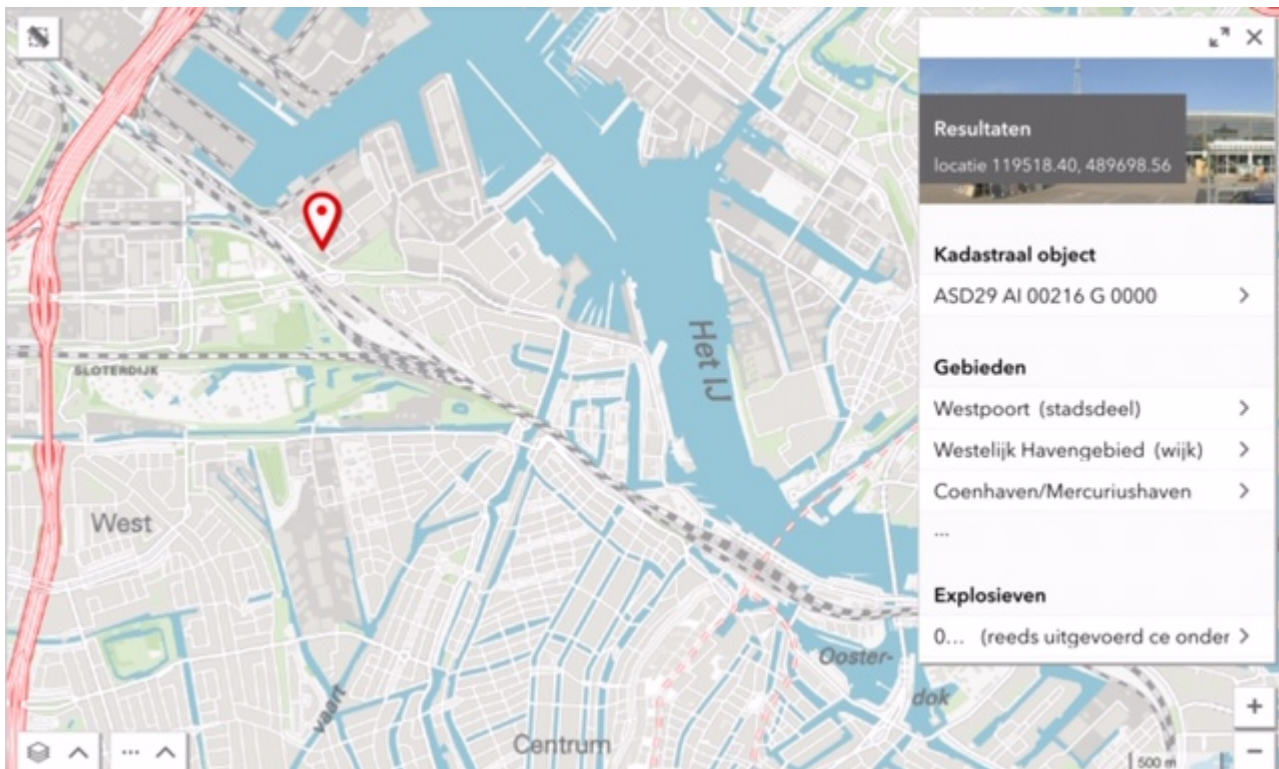 Resultaten
locatie 119518.40, 489698.56
Kadastraal object
ASD29 AI 00216 G 0000
Gebieden
Westpoort (stadsdeel)
Westelijk Havengebied (wijk)
Coenhaven/Mercuriushaven
...
Explosieven
0... (reeds uitgevoerd ce onder
SLOTERDIJK
Het IJ
West
vaart
Centrum
Ooster-
dok
...
500 m
+
−